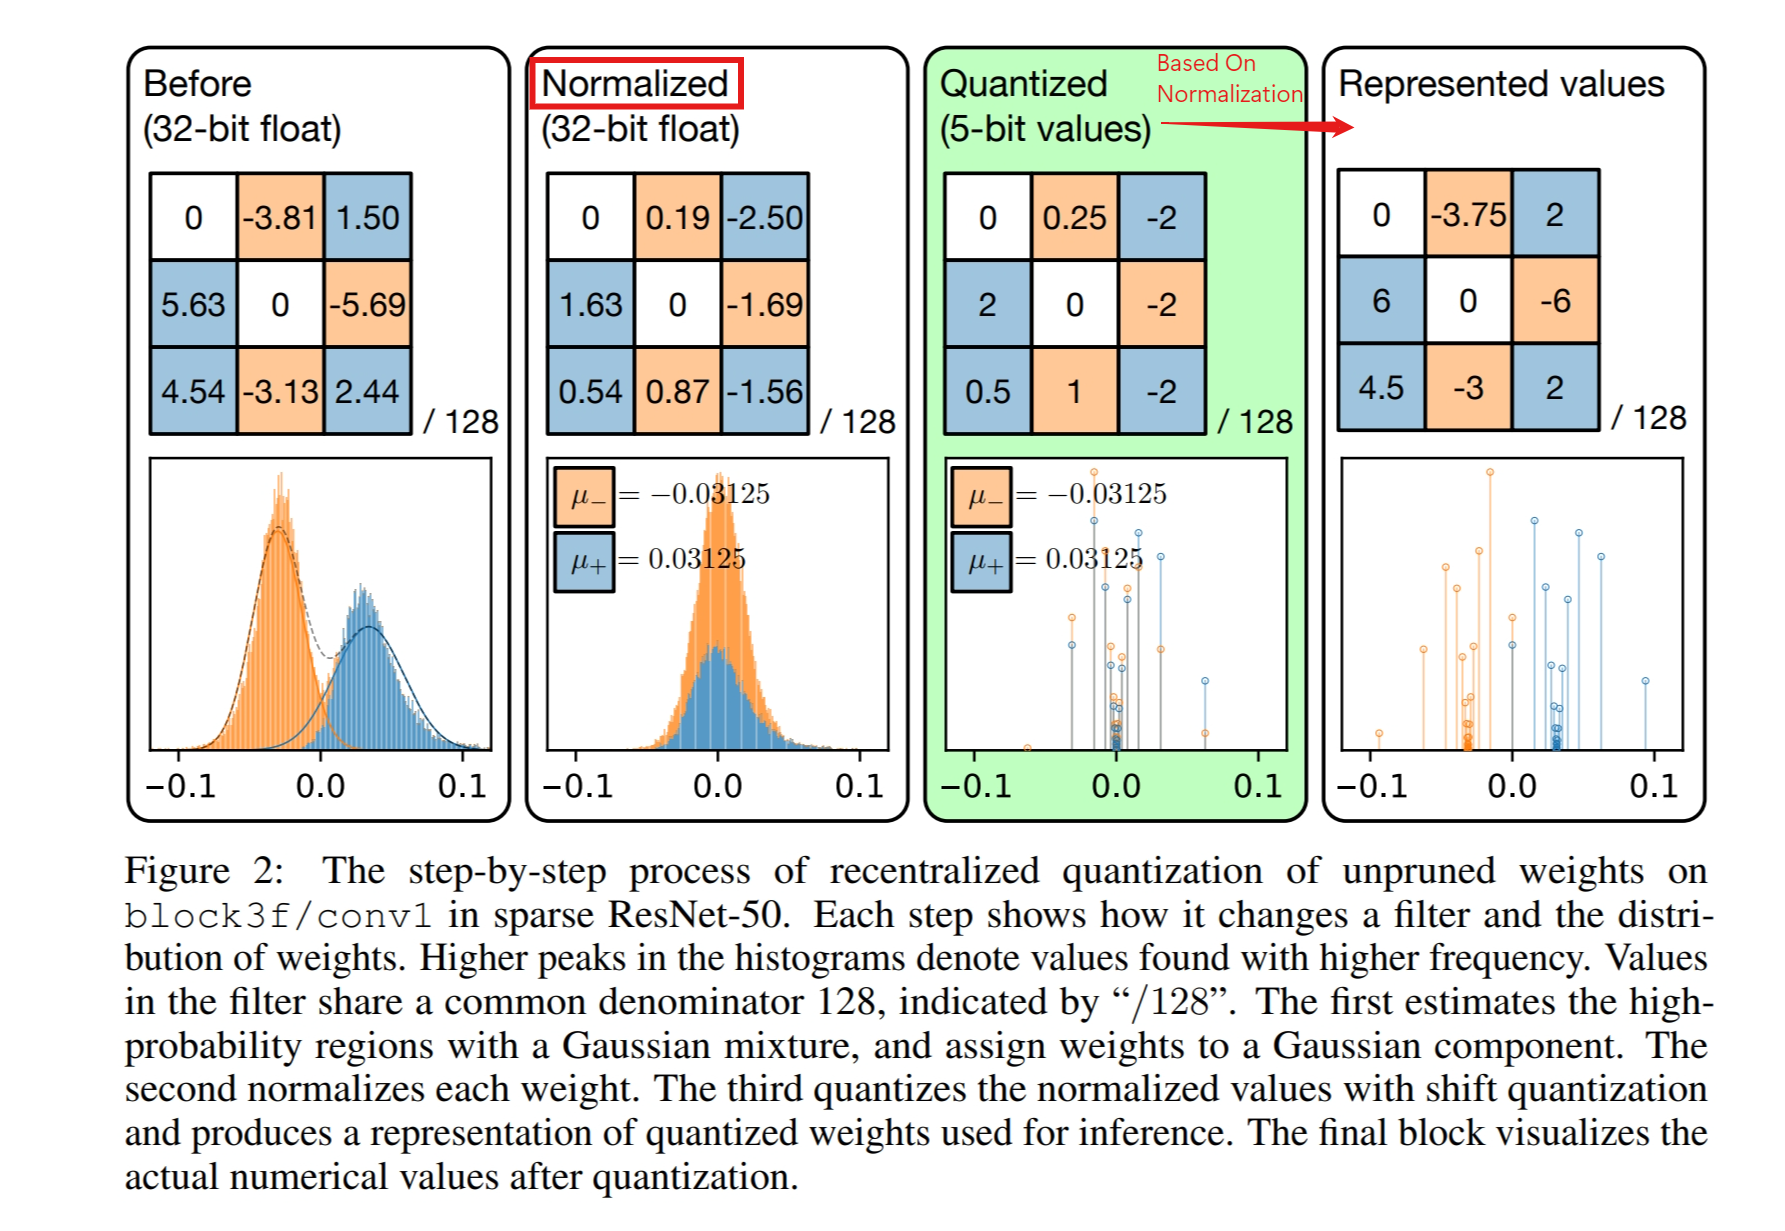 Before
(32-bit float)
0 -3.81 1.50
5.63 0 -5.69
4.54 -3.13 2.44 / 128
−0.1 0.0 0.1
Normalized
(32-bit float)
0 0.19 -2.50
1.63 0 -1.69
0.54 0.87 -1.56 / 128
μ− = −0.03125
μ+ = 0.03125
−0.1 0.0 0.1
Quantized
(5-bit values)
Based On
Normalization
0 0.25 -2
2 0 -2
0.5 1 -2 / 128
μ− = −0.03125
μ+ = 0.03125
−0.1 0.0 0.1
Represented values
0 -3.75 2
6 0 -6
4.5 -3 2 / 128
−0.1 0.0 0.1
Figure 2: The step-by-step process of recentralized quantization of unpruned weights on
block3f/conv1 in sparse ResNet-50. Each step shows how it changes a filter and the distri-
bution of weights. Higher peaks in the histograms denote values found with higher frequency. Values
in the filter share a common denominator 128, indicated by “/128”. The first estimates the high-
probability regions with a Gaussian mixture, and assign weights to a Gaussian component. The
second normalizes each weight. The third quantizes the normalized values with shift quantization
and produces a representation of quantized weights used for inference. The final block visualizes the
actual numerical values after quantization.